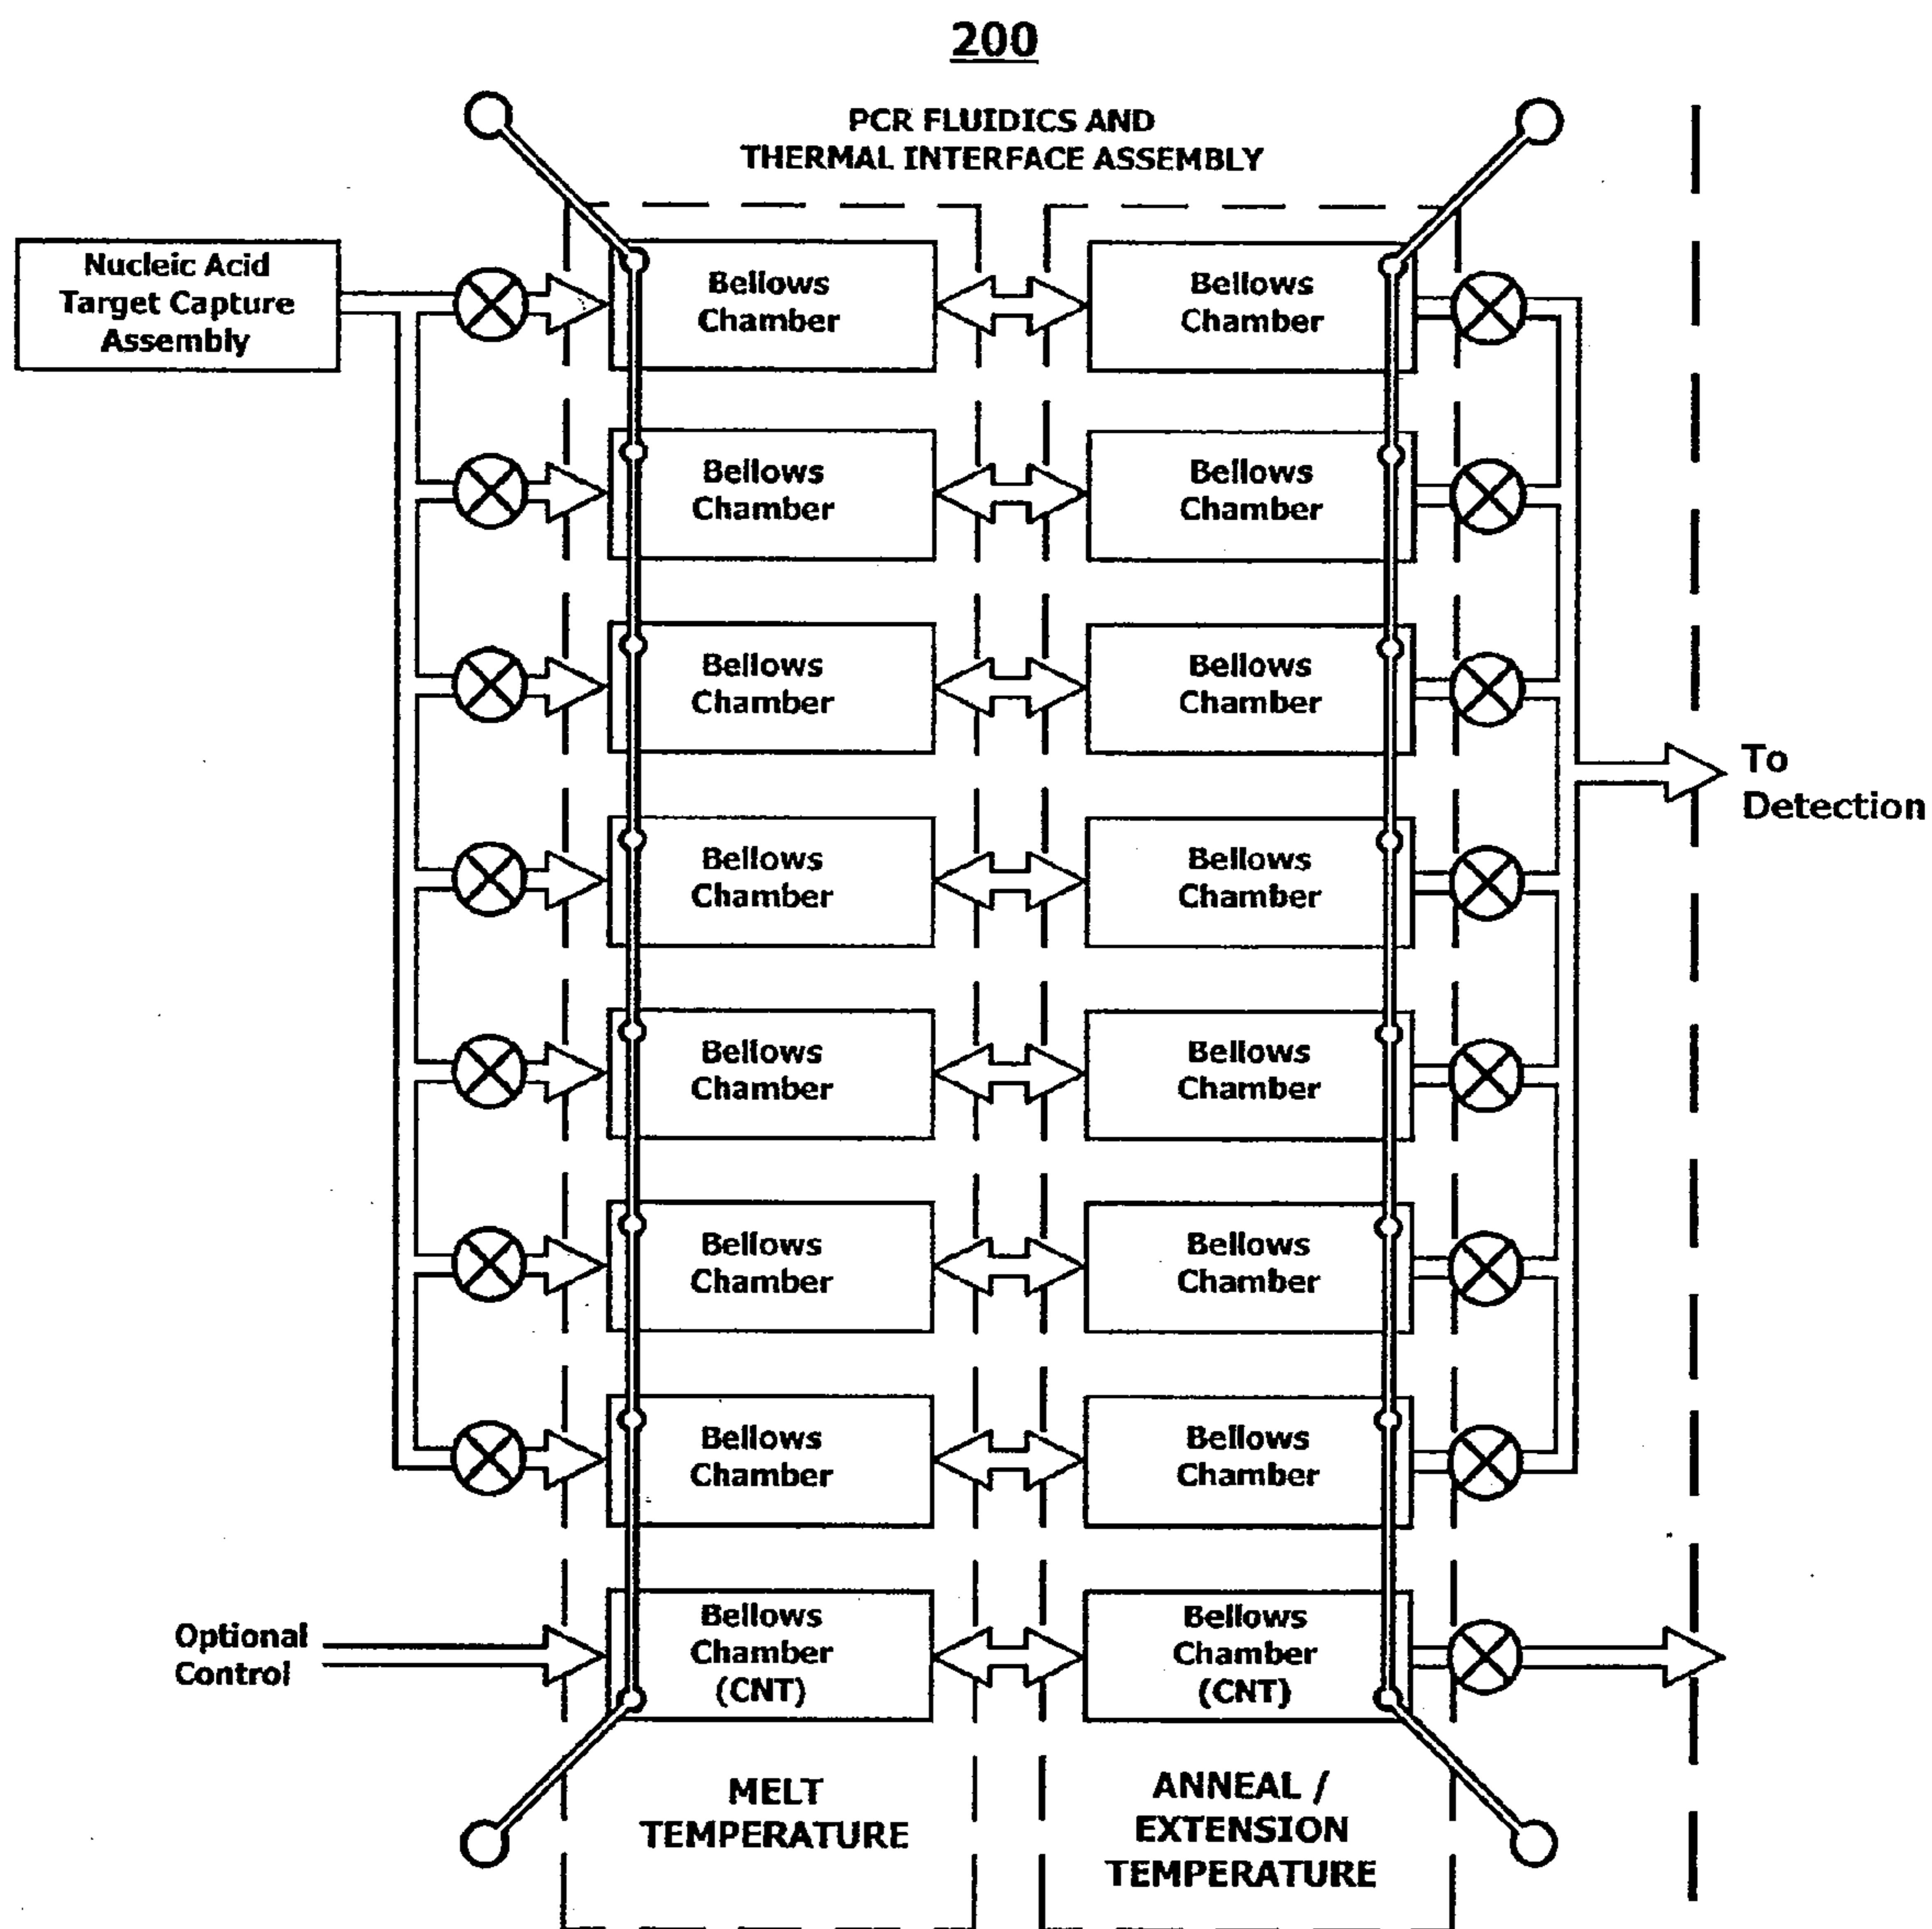 200
PCR FLUIDICS AND
THERMAL INTERFACE ASSEMBLY
Nucleic Acid
Target Capture
Assembly
Bellows
Chamber
Bellows
Chamber
Bellows
Chamber
Bellows
Chamber
Bellows
Chamber
Bellows
Chamber
To
Detection
Bellows
Chamber
Bellows
Chamber
Bellows
Chamber
Bellows
Chamber
Bellows
Chamber
Bellows
Chamber
Bellows
Chamber
Bellows
Chamber
Optional
Control
Bellows
Chamber
(CNT)
Bellows
Chamber
(CNT)
MELT
TEMPERATURE
ANNEAL /
EXTENSION
TEMPERATURE